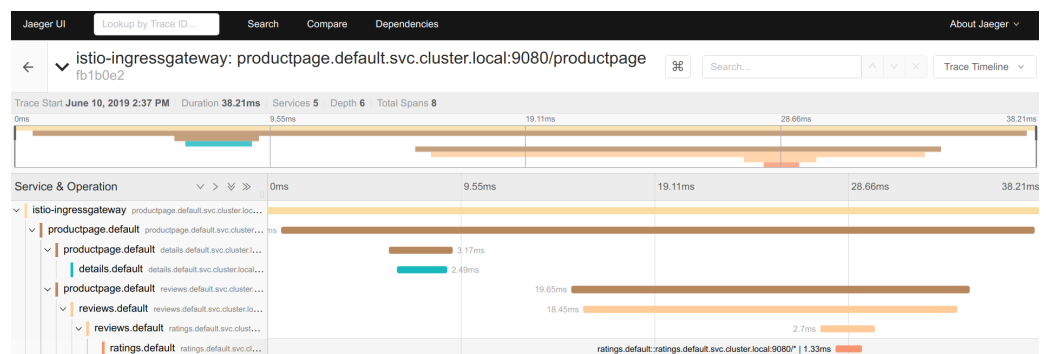 Jaeger UI Lookup by Trace ID... Search Compare Dependencies About Jaeger
istio-ingressgateway: productpage.default.svc.cluster.local:9080/productpage
fb1b0e2
⌘ Search... Trace Timeline
Trace Start June 10, 2019 2:37 PM Duration 38.21ms Services 5 Depth 6 Total Spans 8
0ms 9.55ms 19.11ms 28.66ms 38.21ms
Service & Operation 0ms 9.55ms 19.11ms 28.66ms 38.21ms
istio-ingressgateway productpage.default.svc.cluster.loc...
productpage.default productpage.default.svc.cluster... ms
productpage.default details.default.svc.cluster.l... 3.17ms
details.default details.default.svc.cluster.local... 2.49ms
productpage.default reviews.default.svc.cluster.... 19.65ms
reviews.default reviews.default.svc.cluster.lo... 18.45ms
reviews.default ratings.default.svc.clust... 2.7ms
ratings.default ratings.default.svc.cl... ratings.default::ratings.default.svc.cluster.local:9080/* | 1.33ms